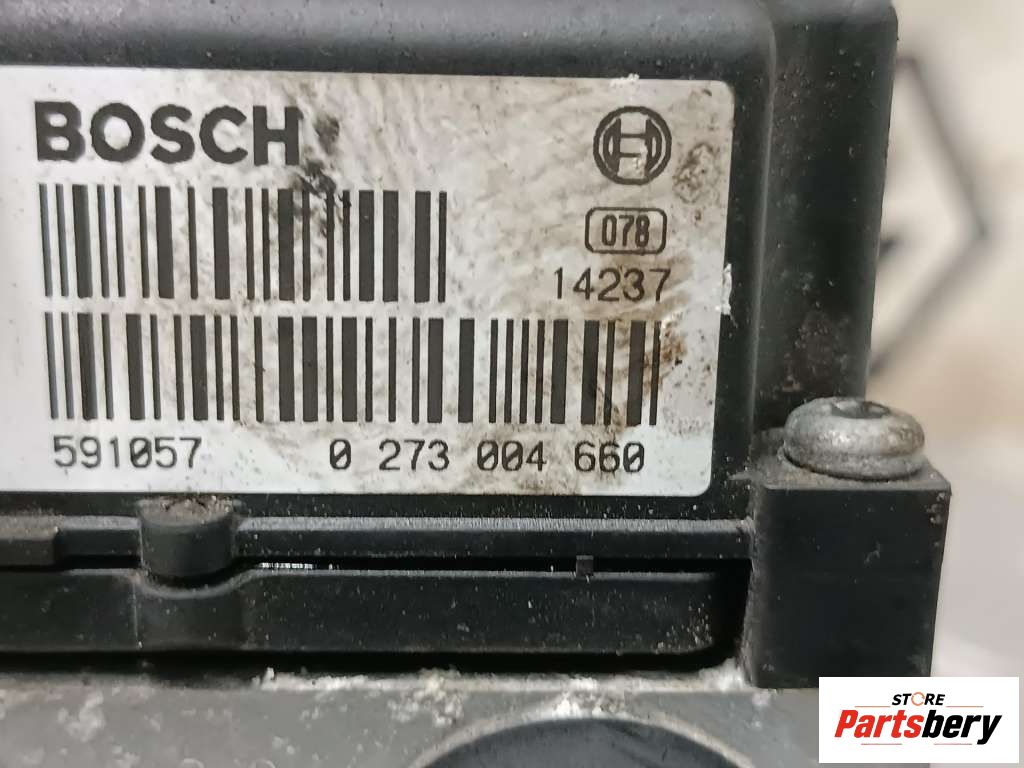 BOSCH
078
14237
591057 0 273 004 660
STORE
Partsbery